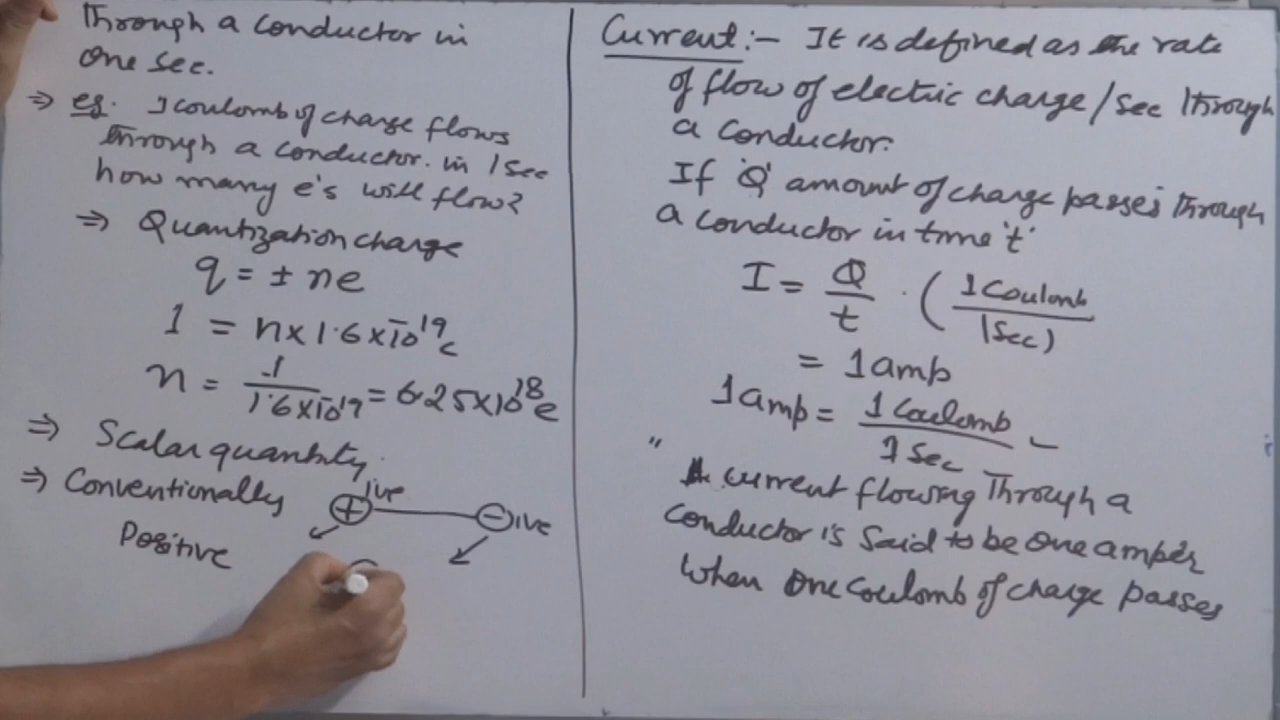 Through a conductor in
One sec.
⇒ eg. 1 coulomb of charge flows
through a conductor. in 1 sec
how many e's will flow?
⇒ Quantization charge
q = ± ne
1 = n x 1.6 x 10⁻¹⁹ c
n = 1 / 1.6 x 10⁻¹⁹ = 6.25 x 10¹⁸ e
⇒ Scalar quantity.
⇒ Conventionally
Positive
+ ive − ive
Current :- It is defined as the rate
of flow of electric charge / sec through
a conductor.
If 'Q' amount of charge passes through
a conductor in time 't'
I = Q / t . ( 1 Coulomb / 1 Sec )
= 1 amp
1 amp = 1 Coulomb / 1 Sec
" A current flowing Through a
Conductor is Said to be one amper
when one Coulomb of charge passes